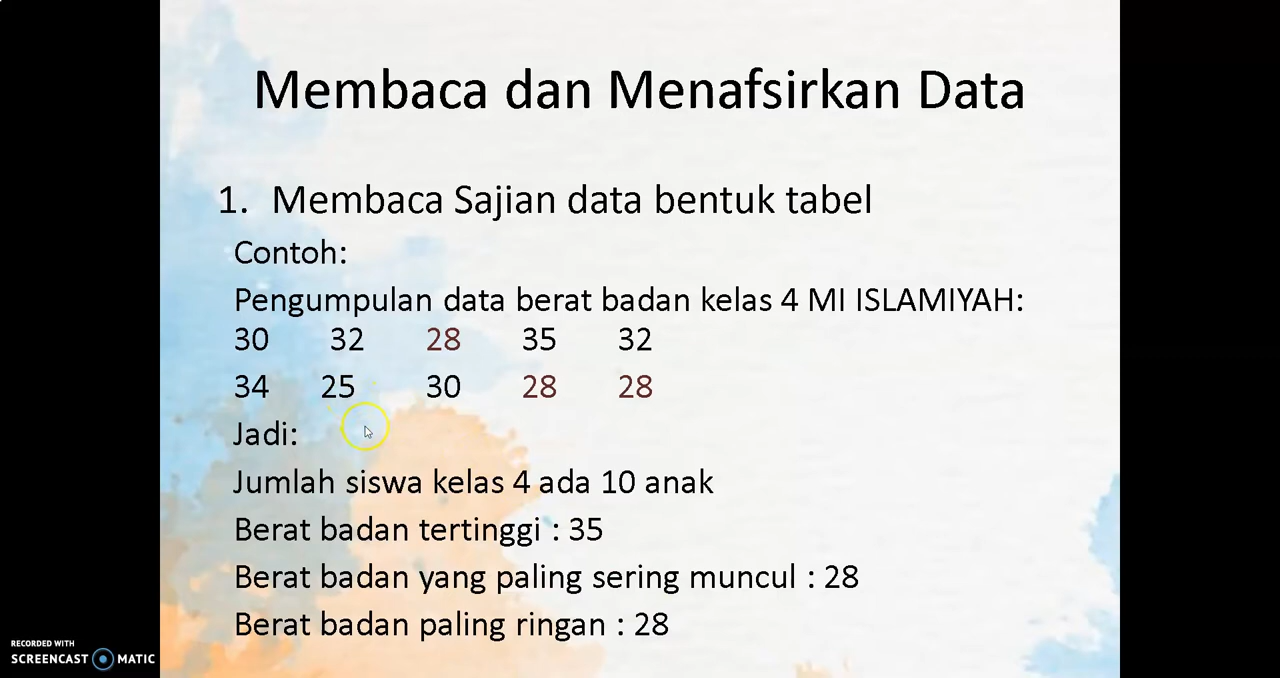 Membaca dan Menafsirkan Data
1. Membaca Sajian data bentuk tabel
Contoh:
Pengumpulan data berat badan kelas 4 MI ISLAMIYAH:
30 32 28 35 32
34 25 30 28 28
Jadi:
Jumlah siswa kelas 4 ada 10 anak
Berat badan tertinggi : 35
Berat badan yang paling sering muncul : 28
Berat badan paling ringan : 28
RECORDED WITH
SCREENCAST MATIC